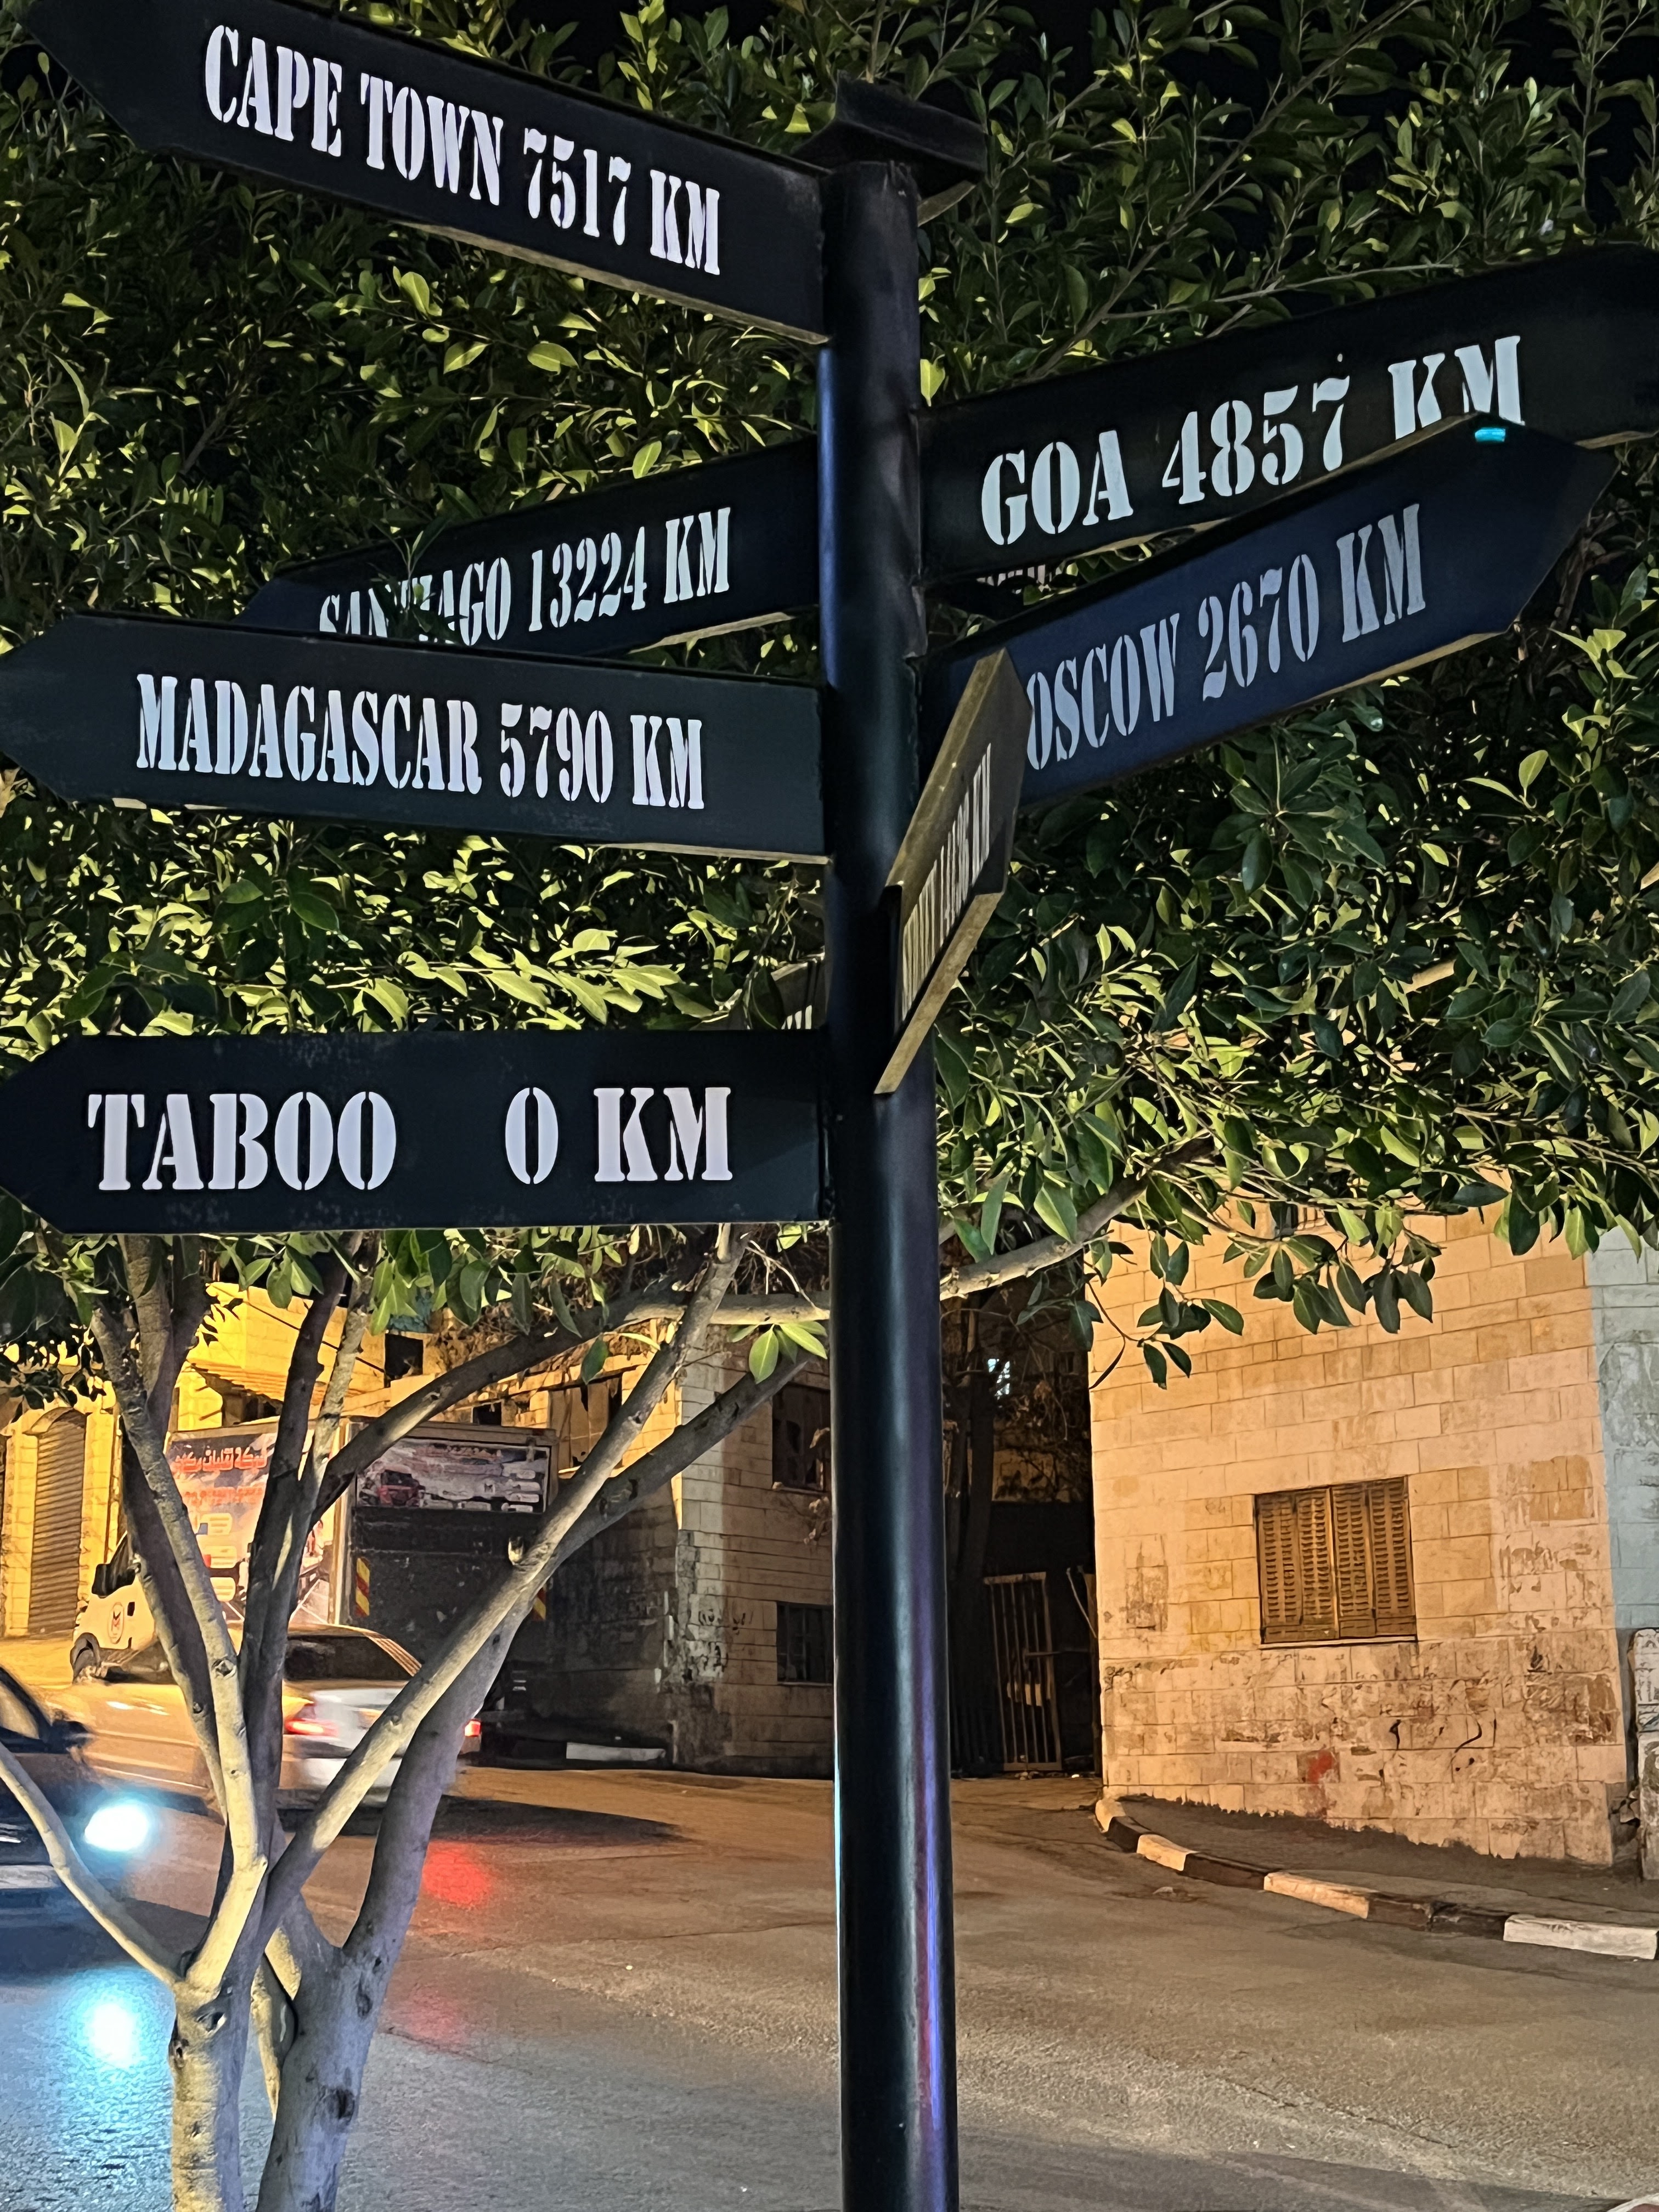 CAPE TOWN 7517 KM
GOA 4857 KM
SANTIAGO 13224 KM
OSCOW 2670 KM
MADAGASCAR 5790 KM
KM
TABOO 0 KM